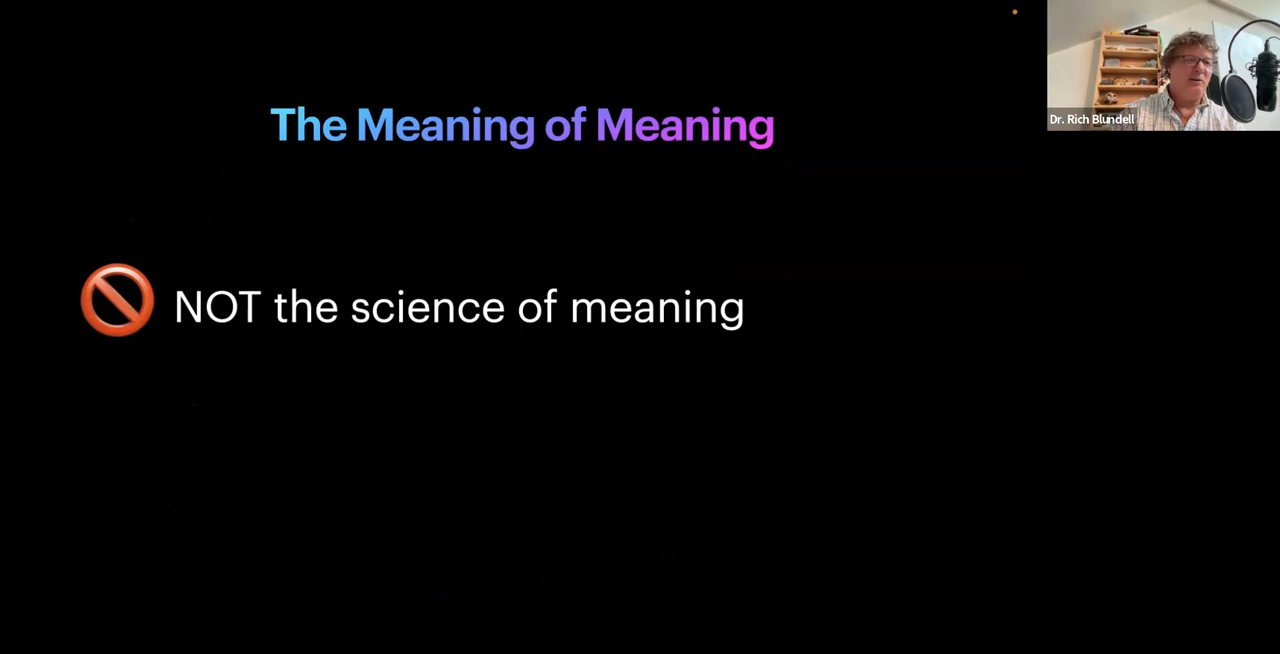 The Meaning of Meaning
NOT the science of meaning
Dr. Rich Blundell